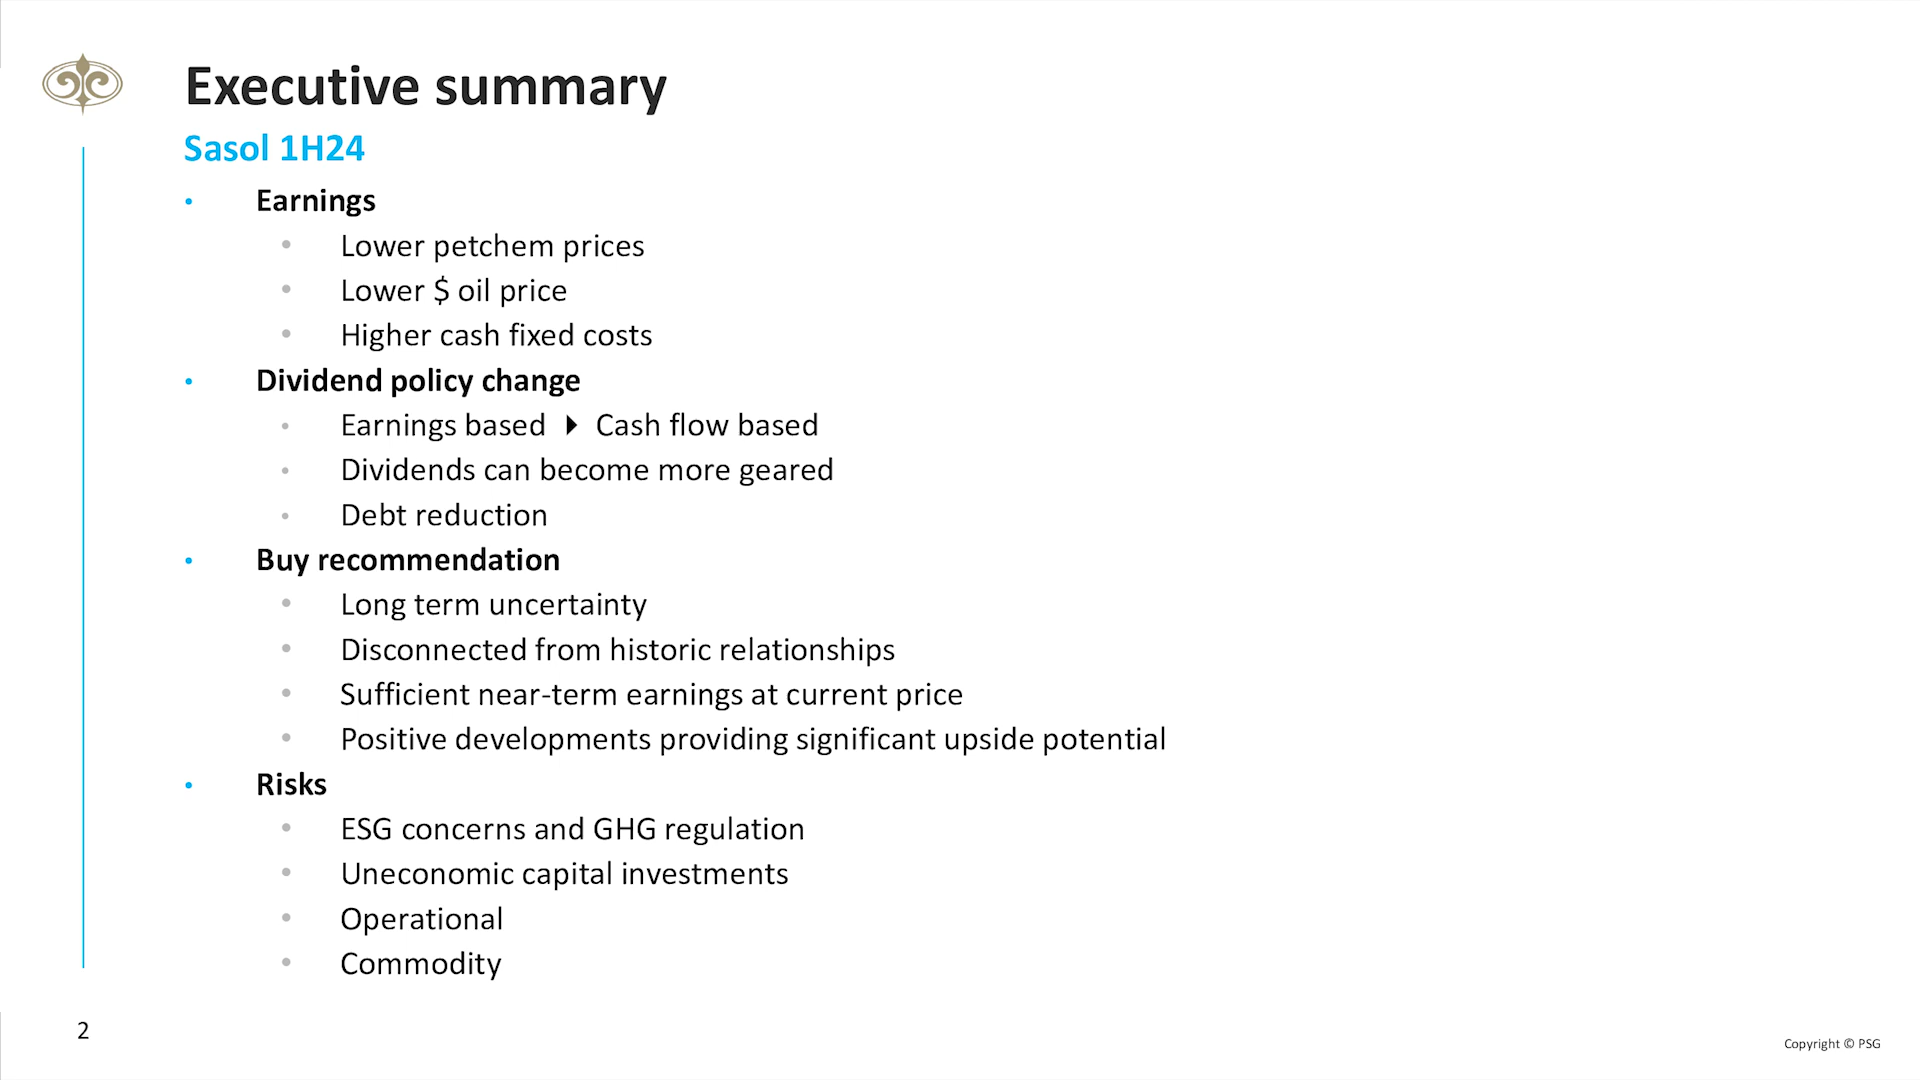 Executive summary
Sasol 1H24
• Earnings
• Lower petchem prices
• Lower $ oil price
• Higher cash fixed costs
• Dividend policy change
• Earnings based ▶ Cash flow based
• Dividends can become more geared
• Debt reduction
• Buy recommendation
• Long term uncertainty
• Disconnected from historic relationships
• Sufficient near-term earnings at current price
• Positive developments providing significant upside potential
• Risks
• ESG concerns and GHG regulation
• Uneconomic capital investments
• Operational
• Commodity
2
Copyright © PSG